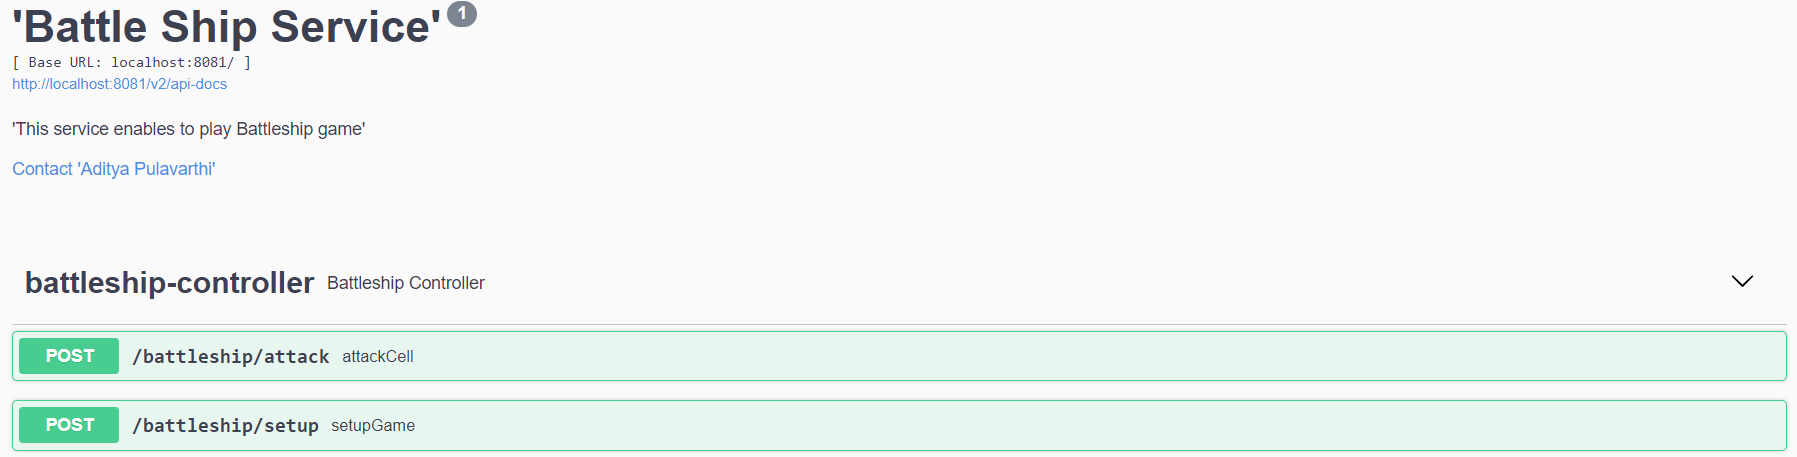 'Battle Ship Service' 1
[ Base URL: localhost:8081/ ]
http://localhost:8081/v2/api-docs
'This service enables to play Battleship game'
Contact 'Aditya Pulavarthi'
battleship-controller Battleship Controller
POST /battleship/attack attackCell
POST /battleship/setup setupGame